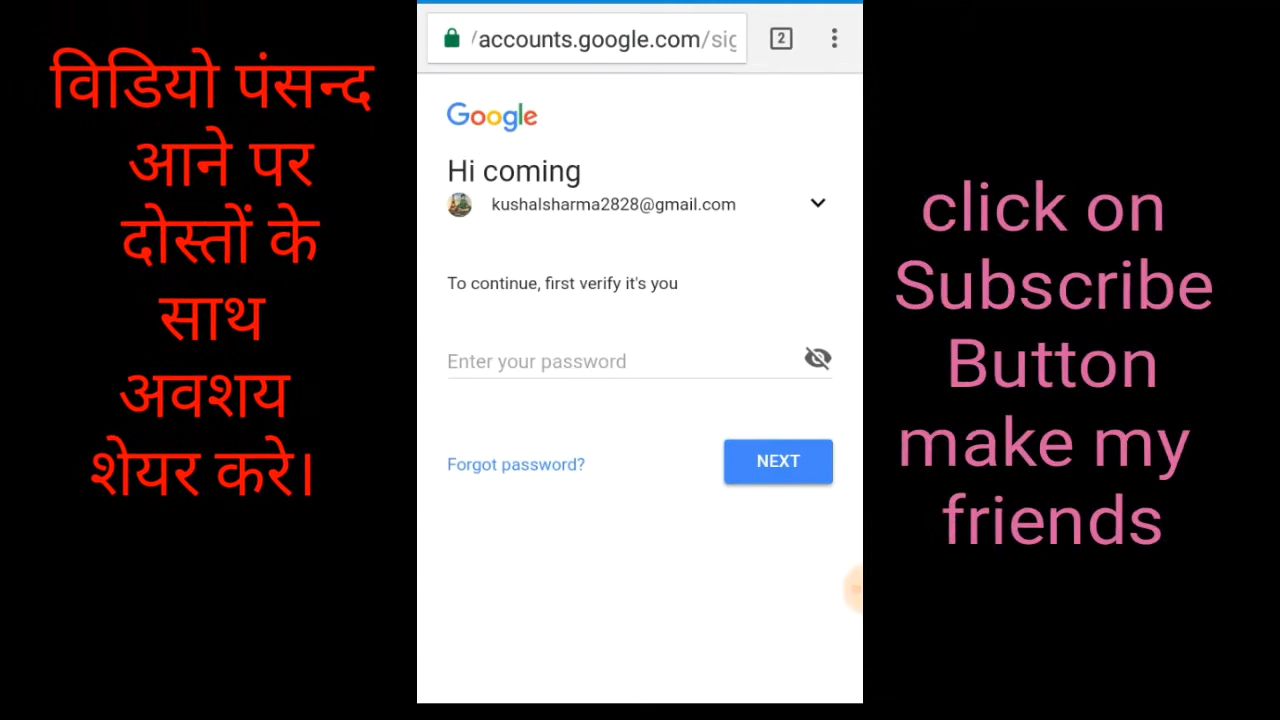 विडियो पंसन्द
आने पर
दोस्तों के
साथ
अवशय
शेयर करे।
/accounts.google.com/sig
2
Google
Hi coming
kushalsharma2828@gmail.com
To continue, first verify it's you
Enter your password
Forgot password?
NEXT
click on
Subscribe
Button
make my
friends